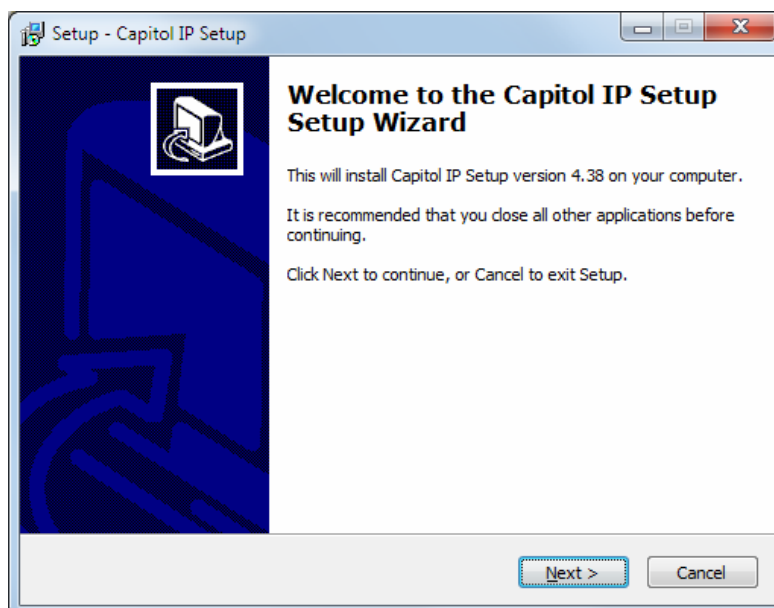 Setup - Capitol IP Setup
Welcome to the Capitol IP Setup
Setup Wizard
This will install Capitol IP Setup version 4.38 on your computer.
It is recommended that you close all other applications before
continuing.
Click Next to continue, or Cancel to exit Setup.
Next >
Cancel